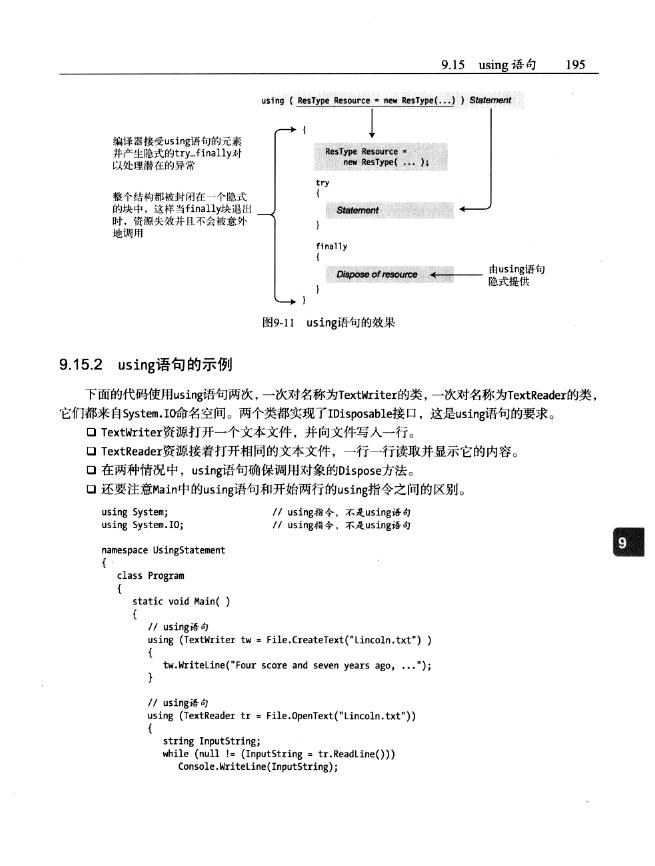 9.15 using语句 195
using ( ResType Resource = new ResType(...) ) Statement
编译器接受using语句的元素
并产生隐式的try…finally对
以处理潜在的异常
整个结构都被封闭在一个隐式
的块中，这样当finally块退出
时，资源失效并且不会被意外
地调用
{
ResType Resource =
new ResType( ... );
try
{
Statement
}
finally
{
Dispose of resource
}
}
由using语句
隐式提供
图9-11 using语句的效果
9.15.2 using语句的示例
下面的代码使用using语句两次，一次对名称为TextWriter的类，一次对名称为TextReader的类，
它们都来自System.IO命名空间。两个类都实现了IDisposable接口，这是using语句的要求。
❑ TextWriter资源打开一个文本文件，并向文件写入一行。
❑ TextReader资源接着打开相同的文本文件，一行一行读取并显示它的内容。
❑ 在两种情况中，using语句确保调用对象的Dispose方法。
❑ 还要注意Main中的using语句和开始两行的using指令之间的区别。
using System; // using指令，不是using语句
using System.IO; // using指令，不是using语句
9
namespace UsingStatement
{
class Program
{
static void Main( )
{
// using语句
using (TextWriter tw = File.CreateText("Lincoln.txt") )
{
tw.WriteLine("Four score and seven years ago, ...");
}
// using语句
using (TextReader tr = File.OpenText("Lincoln.txt"))
{
string InputString;
while (null != (InputString = tr.ReadLine()))
Console.WriteLine(InputString);